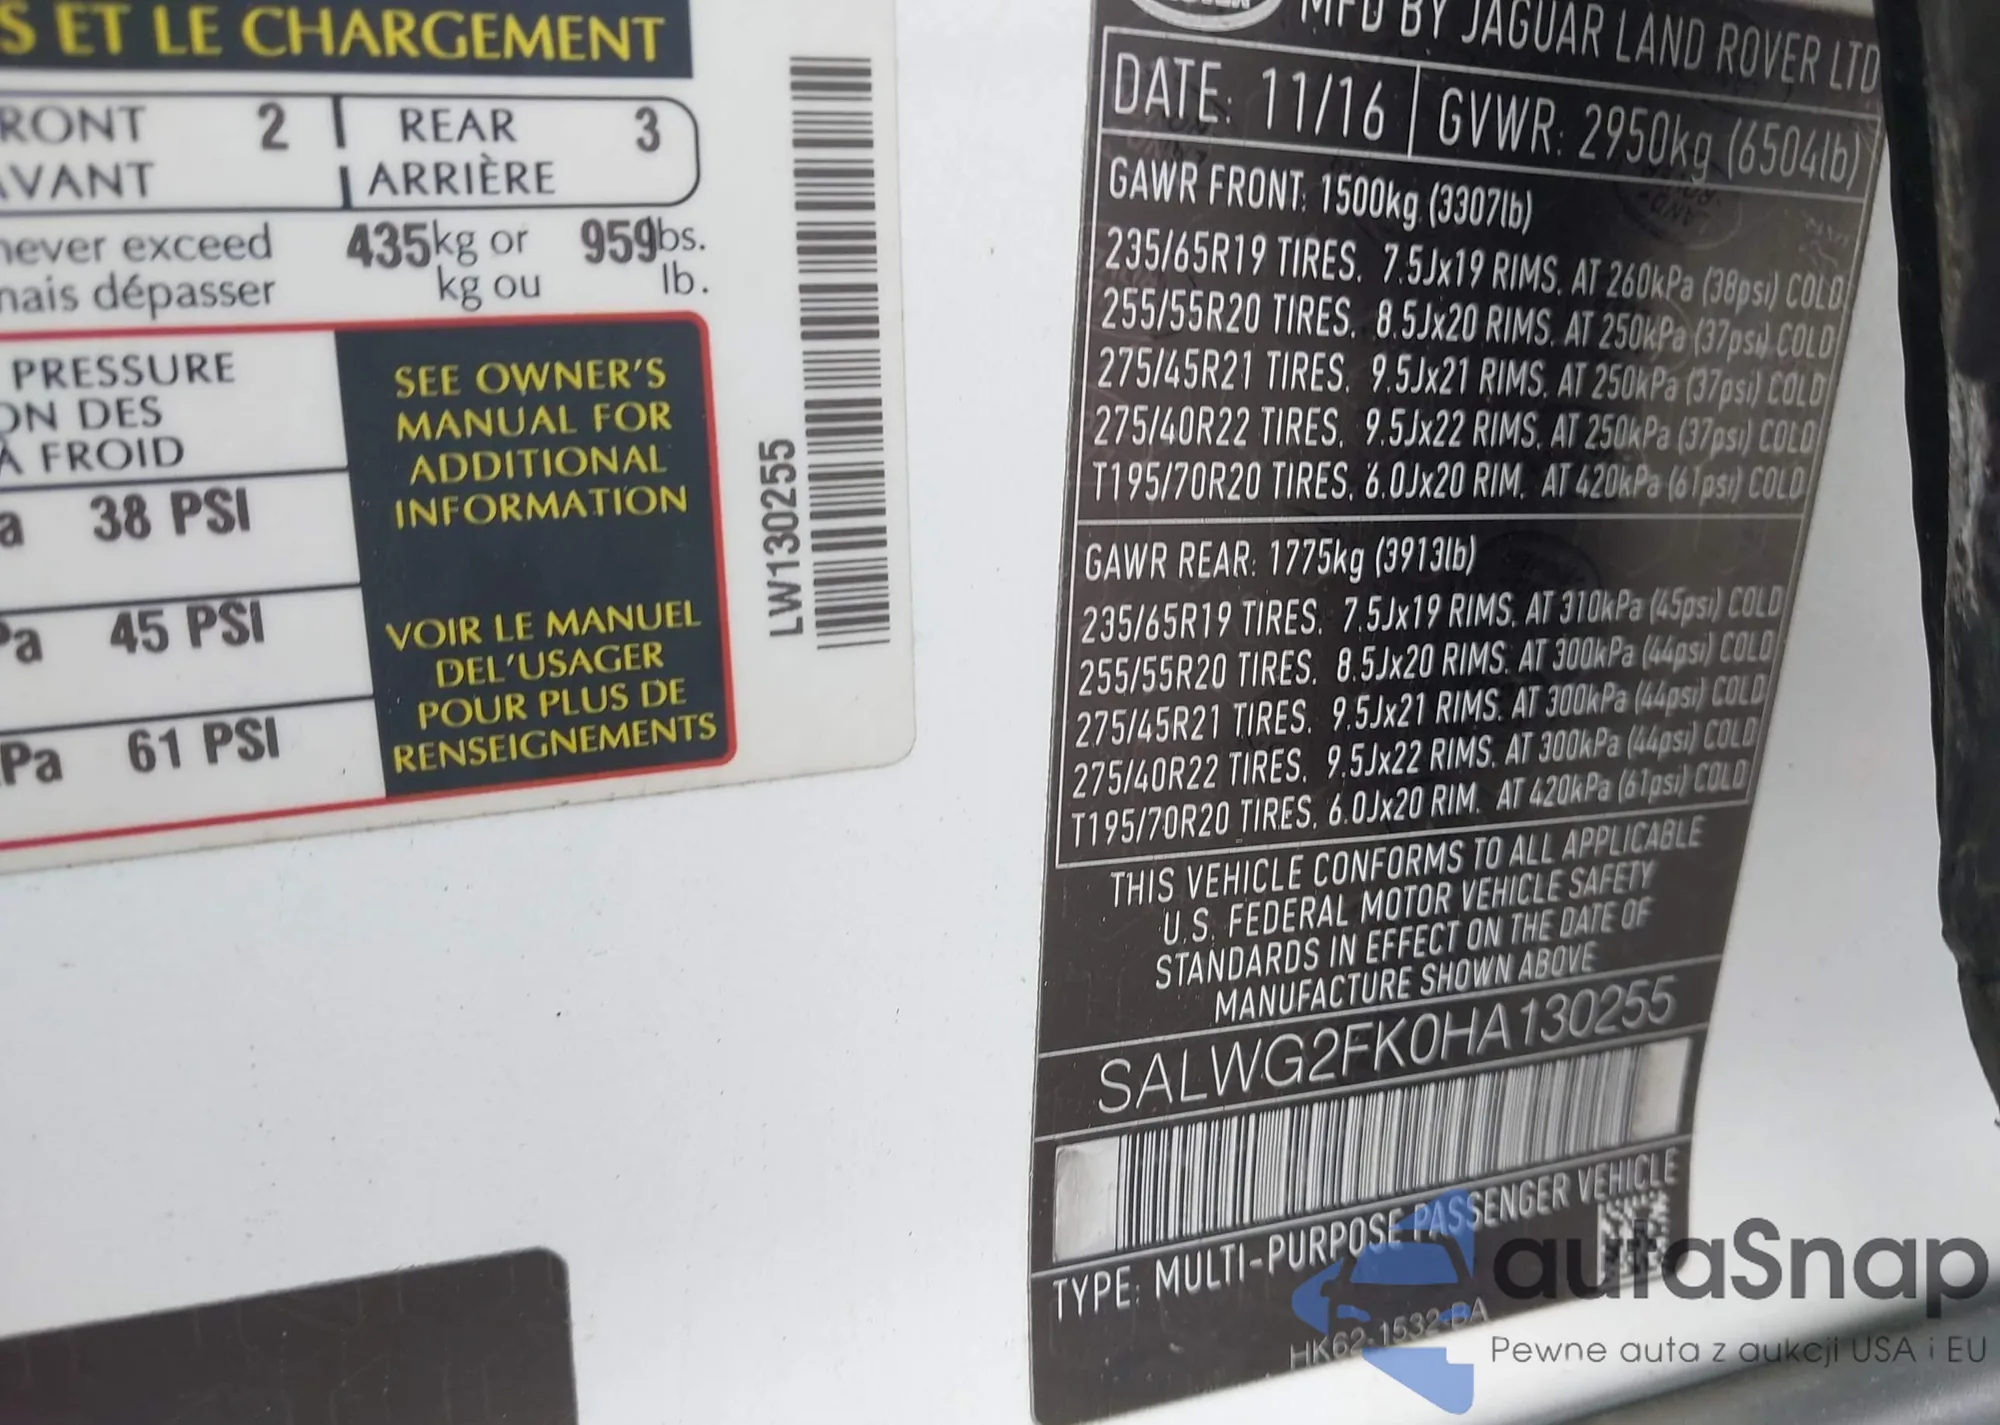 S ET LE CHARGEMENT
RONT 2 REAR 3
AVANT ARRIÈRE
never exceed 435kg or 959lbs.
mais dépasser kg ou lb.
PRESSURE
ON DES
À FROID
a 38 PSI
Pa 45 PSI
Pa 61 PSI
SEE OWNER'S
MANUAL FOR
ADDITIONAL
INFORMATION
VOIR LE MANUEL
DEL'USAGER
POUR PLUS DE
RENSEIGNEMENTS
LW130255
MFD BY JAGUAR LAND ROVER LTD
DATE: 11/16 GVWR: 2950kg (6504lb)
GAWR FRONT: 1500kg (3307lb)
235/65R19 TIRES. 7.5Jx19 RIMS. AT 260kPa (38psi) COLD
255/55R20 TIRES. 8.5Jx20 RIMS. AT 250kPa (37psi) COLD
275/45R21 TIRES. 9.5Jx21 RIMS. AT 250kPa (37psi) COLD
275/40R22 TIRES. 9.5Jx22 RIMS. AT 250kPa (37psi) COLD
T195/70R20 TIRES. 6.0Jx20 RIM. AT 420kPa (61psi) COLD
GAWR REAR: 1775kg (3913lb)
235/65R19 TIRES. 7.5Jx19 RIMS. AT 310kPa (45psi) COLD
255/55R20 TIRES. 8.5Jx20 RIMS. AT 300kPa (44psi) COLD
275/45R21 TIRES. 9.5Jx21 RIMS. AT 300kPa (44psi) COLD
275/40R22 TIRES. 9.5Jx22 RIMS. AT 300kPa (44psi) COLD
T195/70R20 TIRES. 6.0Jx20 RIM. AT 420kPa (61psi) COLD
THIS VEHICLE CONFORMS TO ALL APPLICABLE
U.S. FEDERAL MOTOR VEHICLE SAFETY
STANDARDS IN EFFECT ON THE DATE OF
MANUFACTURE SHOWN ABOVE
SALWG2FK0HA130255
TYPE: MULTI-PURPOSE PASSENGER VEHICLE
HK62-1532-BA
autaSnap
Pewne auta z aukcji USA i EU